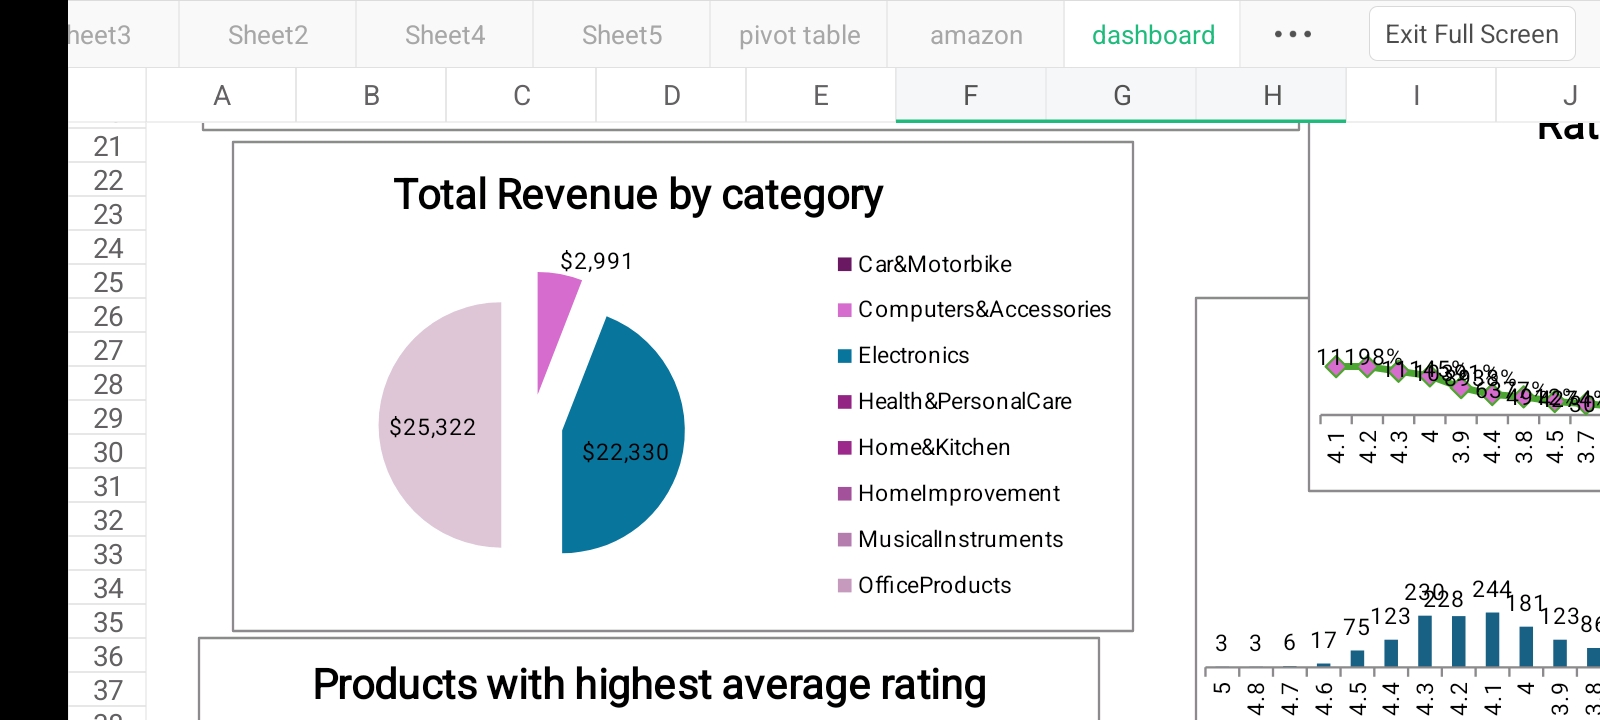 heet3 Sheet2 Sheet4 Sheet5 pivot table amazon dashboard ••• Exit Full Screen
A B C D E F G H I J
21
22
23
24
25
26
27
28
29
30
31
32
33
34
35
36
37
Total Revenue by category
$2,991
$25,322
$22,330
Car&Motorbike
Computers&Accessories
Electronics
Health&PersonalCare
Home&Kitchen
HomeImprovement
MusicalInstruments
OfficeProducts
Products with highest average rating
Rat
4.1 4.2 4.3 4 3.9 4.4 3.8 4.5 3.7
3 3 6 17 75 123 230 228 244 181 123 86
5 4.8 4.7 4.6 4.5 4.4 4.3 4.2 4.1 4 3.9 3.8